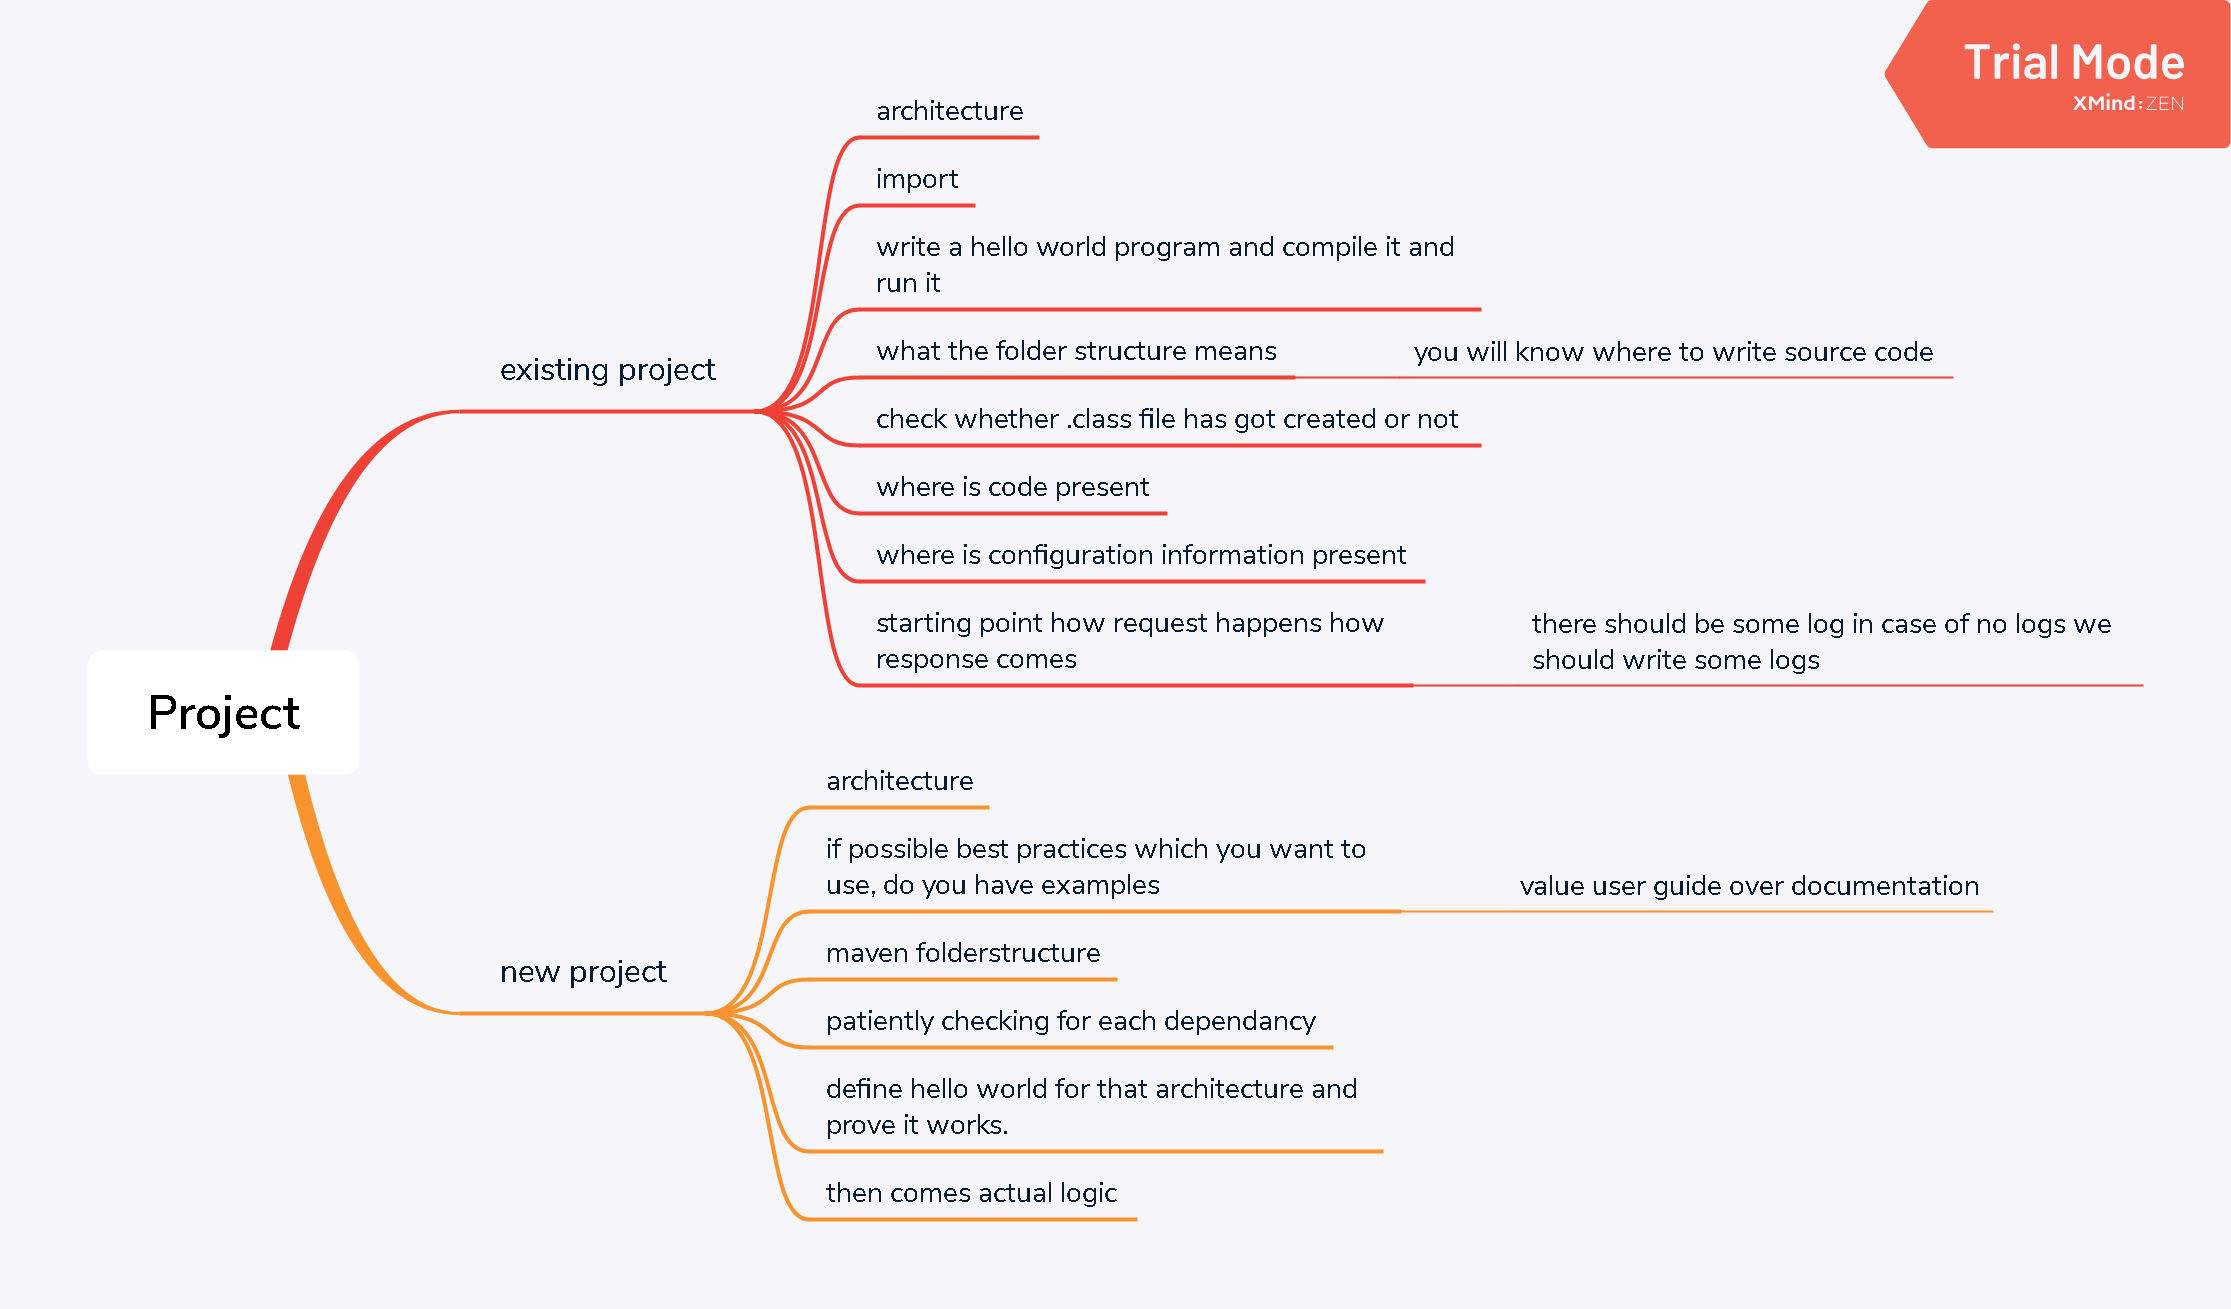 Trial Mode
XMind:ZEN
Project
existing project
architecture
import
write a hello world program and compile it and
run it
what the folder structure means
you will know where to write source code
check whether .class file has got created or not
where is code present
where is configuration information present
starting point how request happens how
response comes
there should be some log in case of no logs we
should write some logs
new project
architecture
if possible best practices which you want to
use, do you have examples
value user guide over documentation
maven folderstructure
patiently checking for each dependancy
define hello world for that architecture and
prove it works.
then comes actual logic